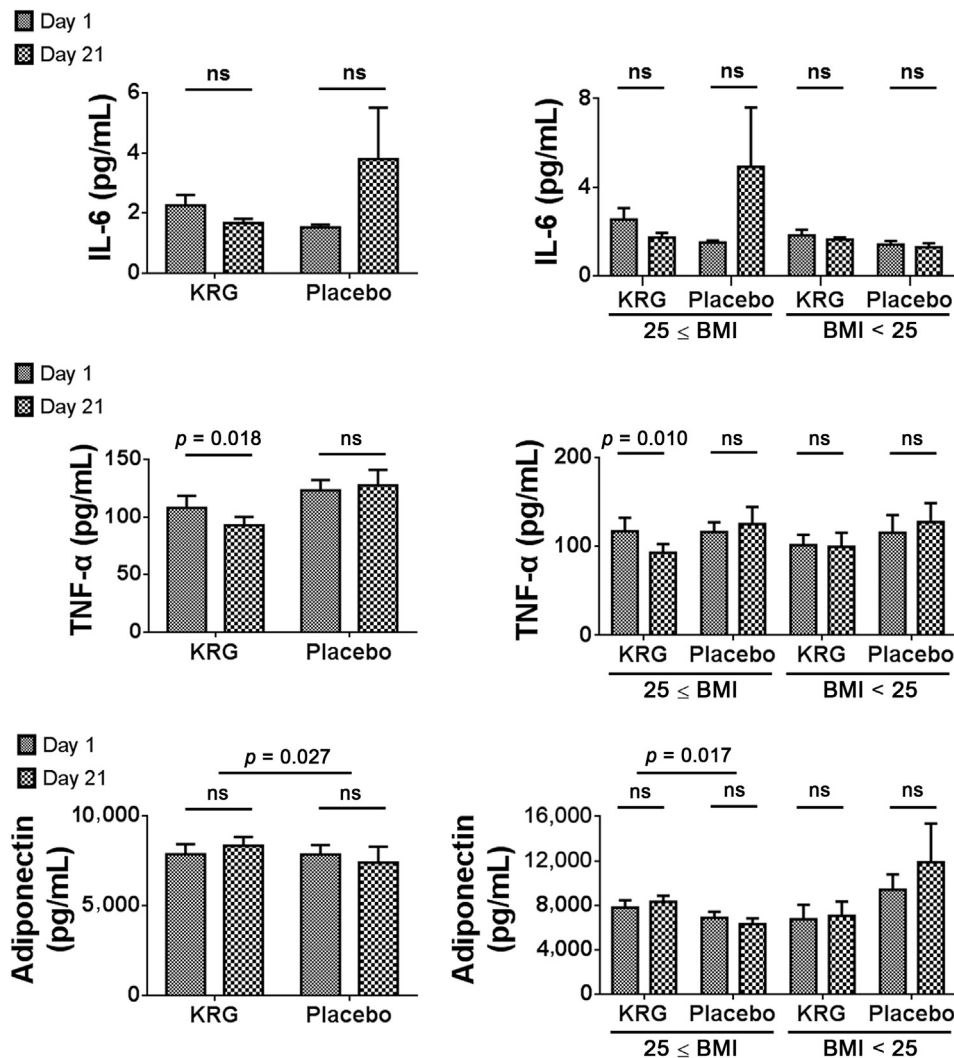 Day 1
Day 21
ns
ns
6
4
2
0
IL-6 (pg/mL)
KRG
Placebo
ns
ns
ns
ns
8
4
0
IL-6 (pg/mL)
KRG
Placebo
KRG
Placebo
25 ≤ BMI
BMI < 25
Day 1
Day 21
p = 0.018
ns
150
100
50
0
TNF-α (pg/mL)
KRG
Placebo
p = 0.010
ns
ns
ns
200
100
0
TNF-α (pg/mL)
KRG
Placebo
KRG
Placebo
25 ≤ BMI
BMI < 25
Day 1
Day 21
p = 0.027
ns
ns
10,000
5,000
0
Adiponectin
(pg/mL)
KRG
Placebo
p = 0.017
ns
ns
ns
ns
16,000
12,000
8,000
4,000
0
Adiponectin
(pg/mL)
KRG
Placebo
KRG
Placebo
25 ≤ BMI
BMI < 25